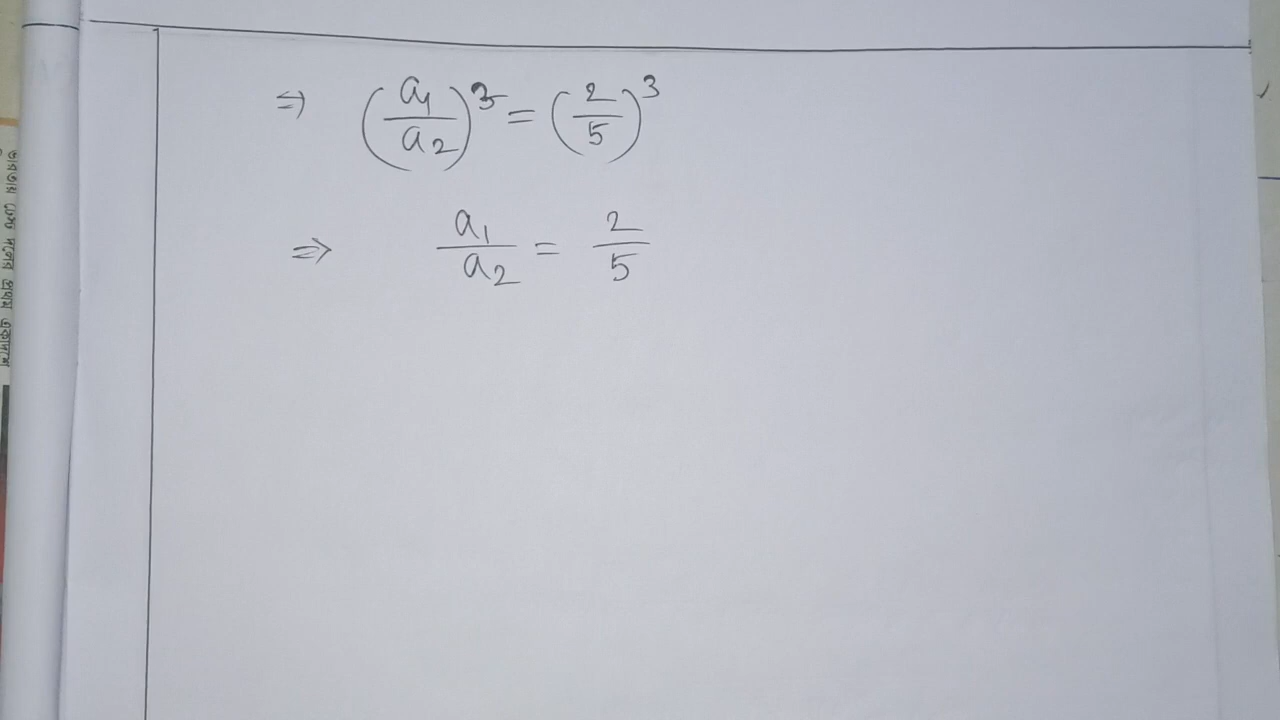 ⇒ (a₁/a₂)³ = (2/5)³
⇒ a₁/a₂ = 2/5